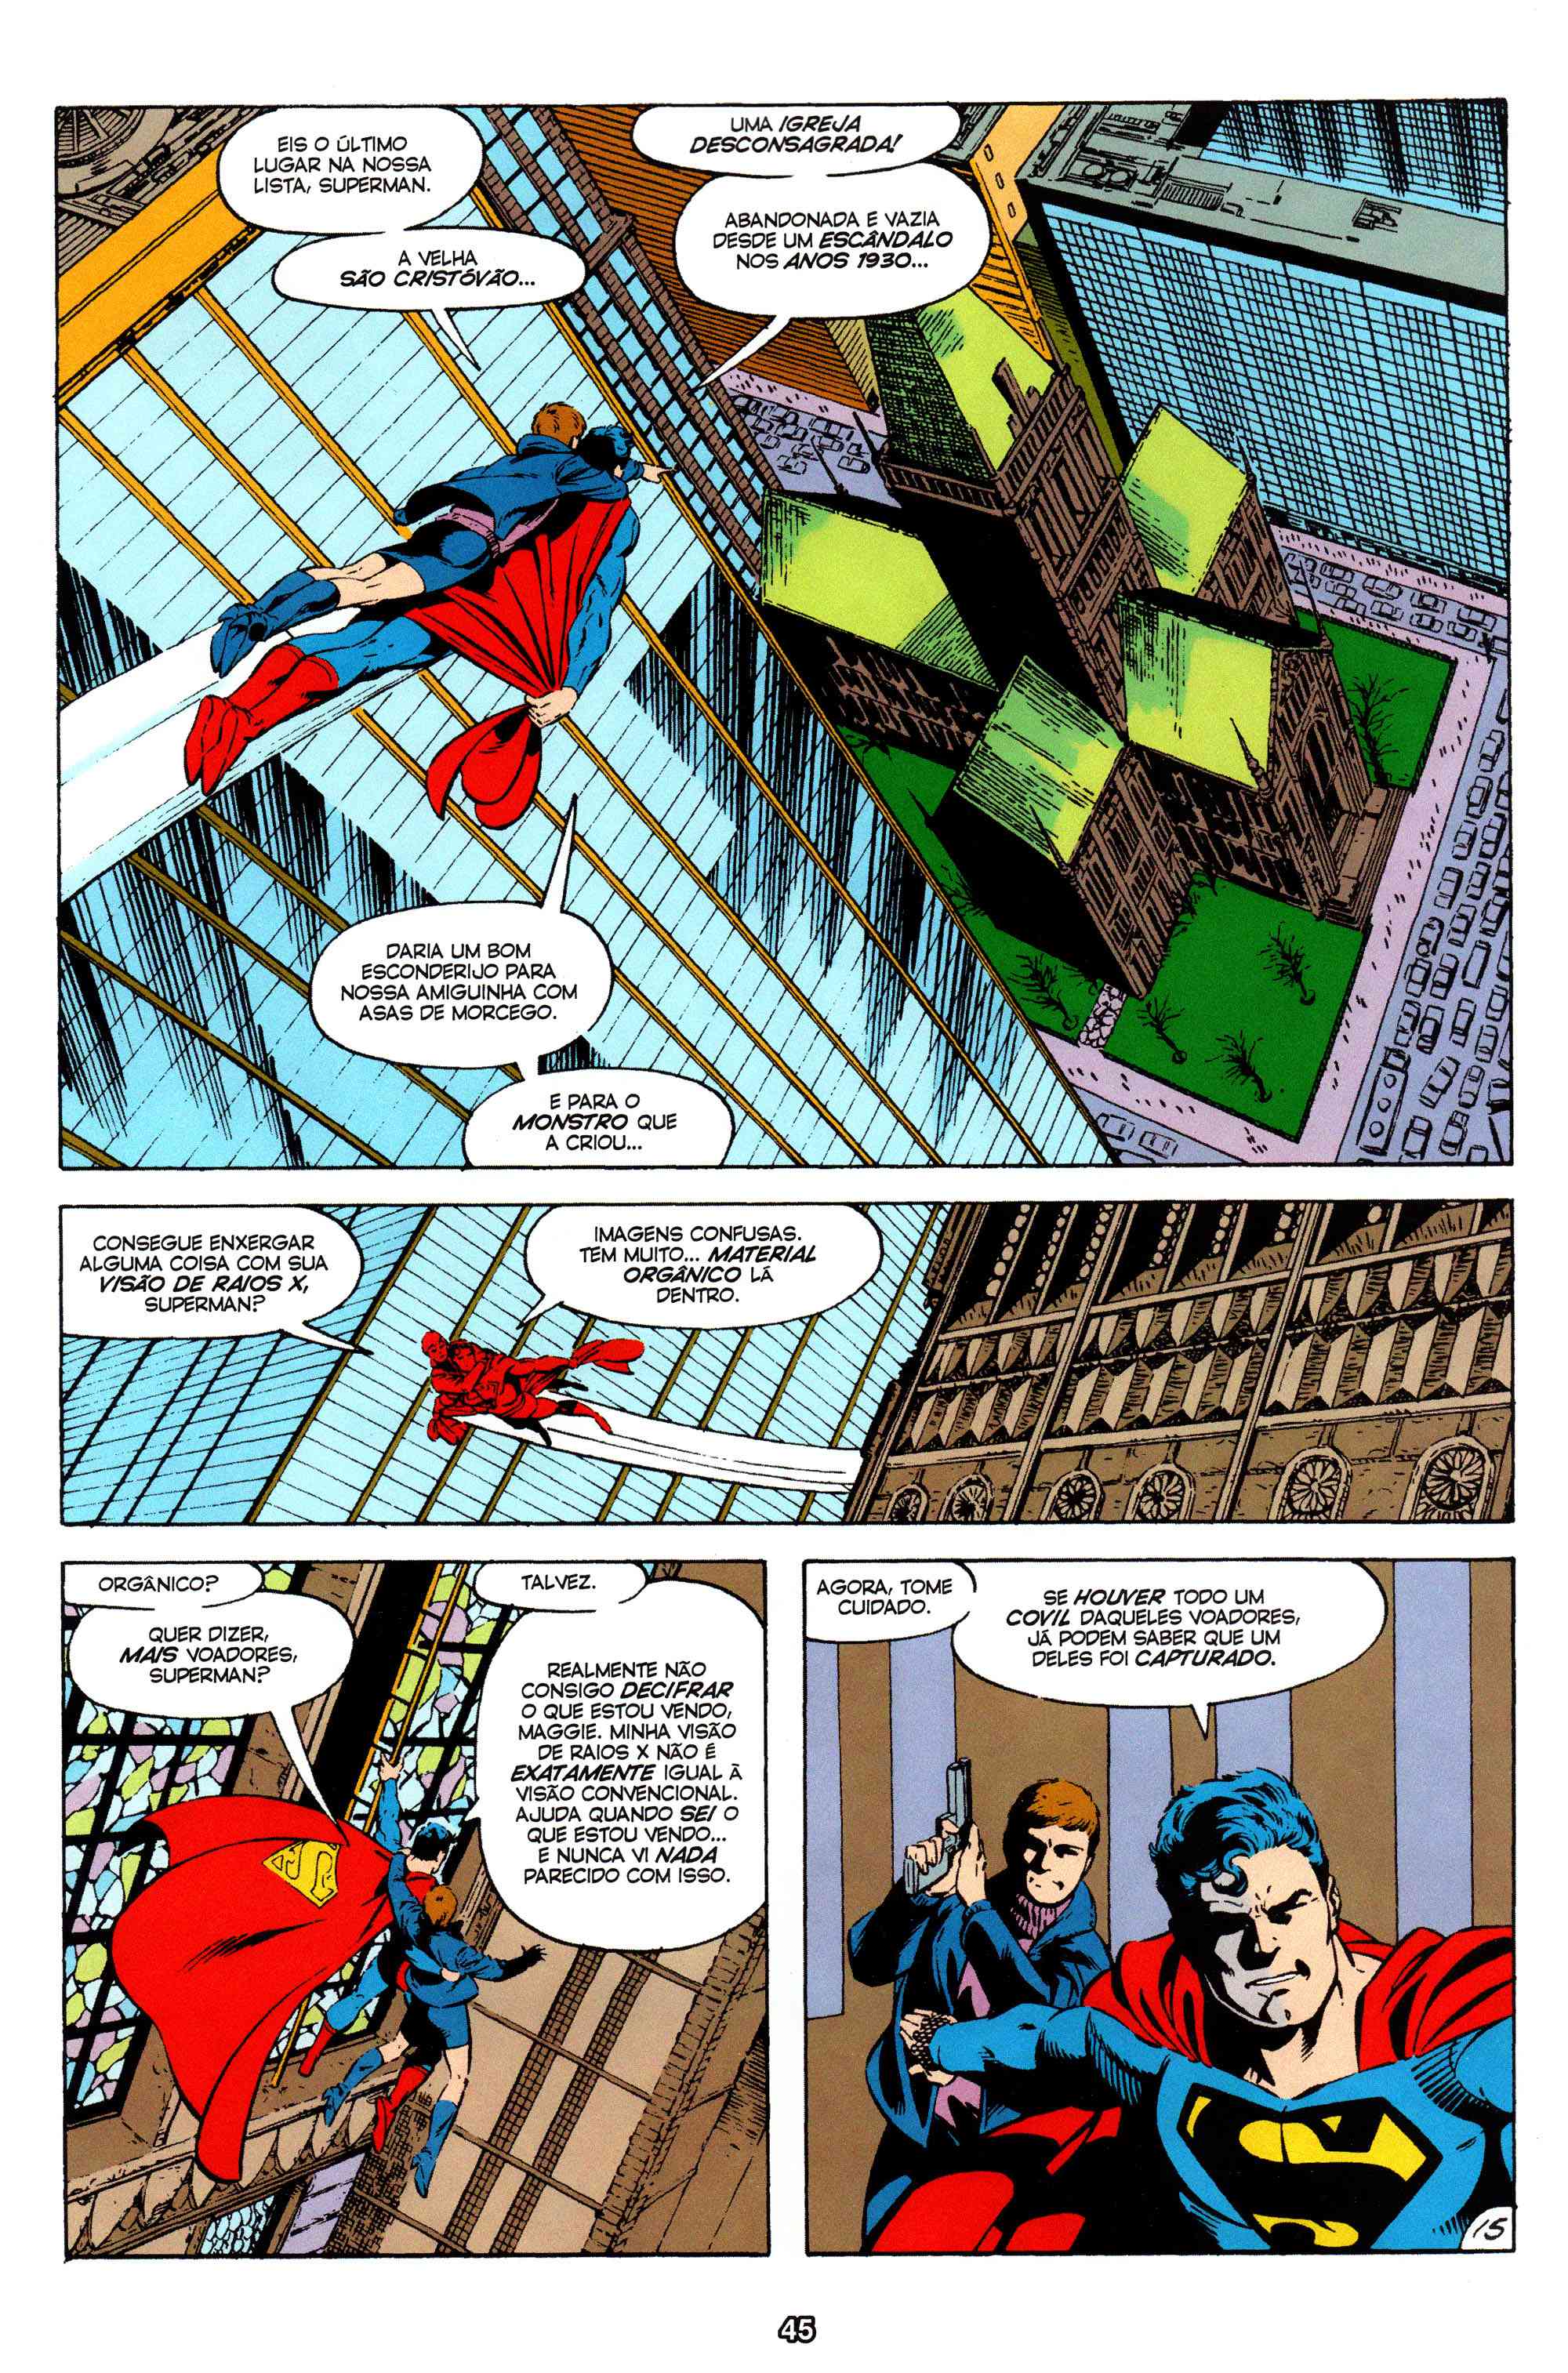 EIS O ÚLTIMO
LUGAR NA NOSSA
LISTA, SUPERMAN.
A VELHA
SÃO CRISTÓVÃO...
UMA IGREJA
DESCONSAGRADA!
ABANDONADA E VAZIA
DESDE UM ESCÂNDALO
NOS ANOS 1930...
DARIA UM BOM
ESCONDERIJO PARA
NOSSA AMIGUINHA COM
ASAS DE MORCEGO.
E PARA O
MONSTRO QUE
A CRIOU...
CONSEGUE ENXERGAR
ALGUMA COISA COM SUA
VISÃO DE RAIOS X,
SUPERMAN?
IMAGENS CONFUSAS.
TEM MUITO... MATERIAL
ORGÂNICO LÁ
DENTRO.
ORGÂNICO?
QUER DIZER,
MAIS VOADORES,
SUPERMAN?
TALVEZ.
REALMENTE NÃO
CONSIGO DECIFRAR
O QUE ESTOU VENDO,
MAGGIE. MINHA VISÃO
DE RAIOS X NÃO É
EXATAMENTE IGUAL À
VISÃO CONVENCIONAL.
AJUDA QUANDO SEI O
QUE ESTOU VENDO...
E NUNCA VI NADA
PARECIDO COM ISSO.
AGORA, TOME
CUIDADO.
SE HOUVER TODO UM
COVIL DAQUELES VOADORES,
JÁ PODEM SABER QUE UM
DELES FOI CAPTURADO.
15
45